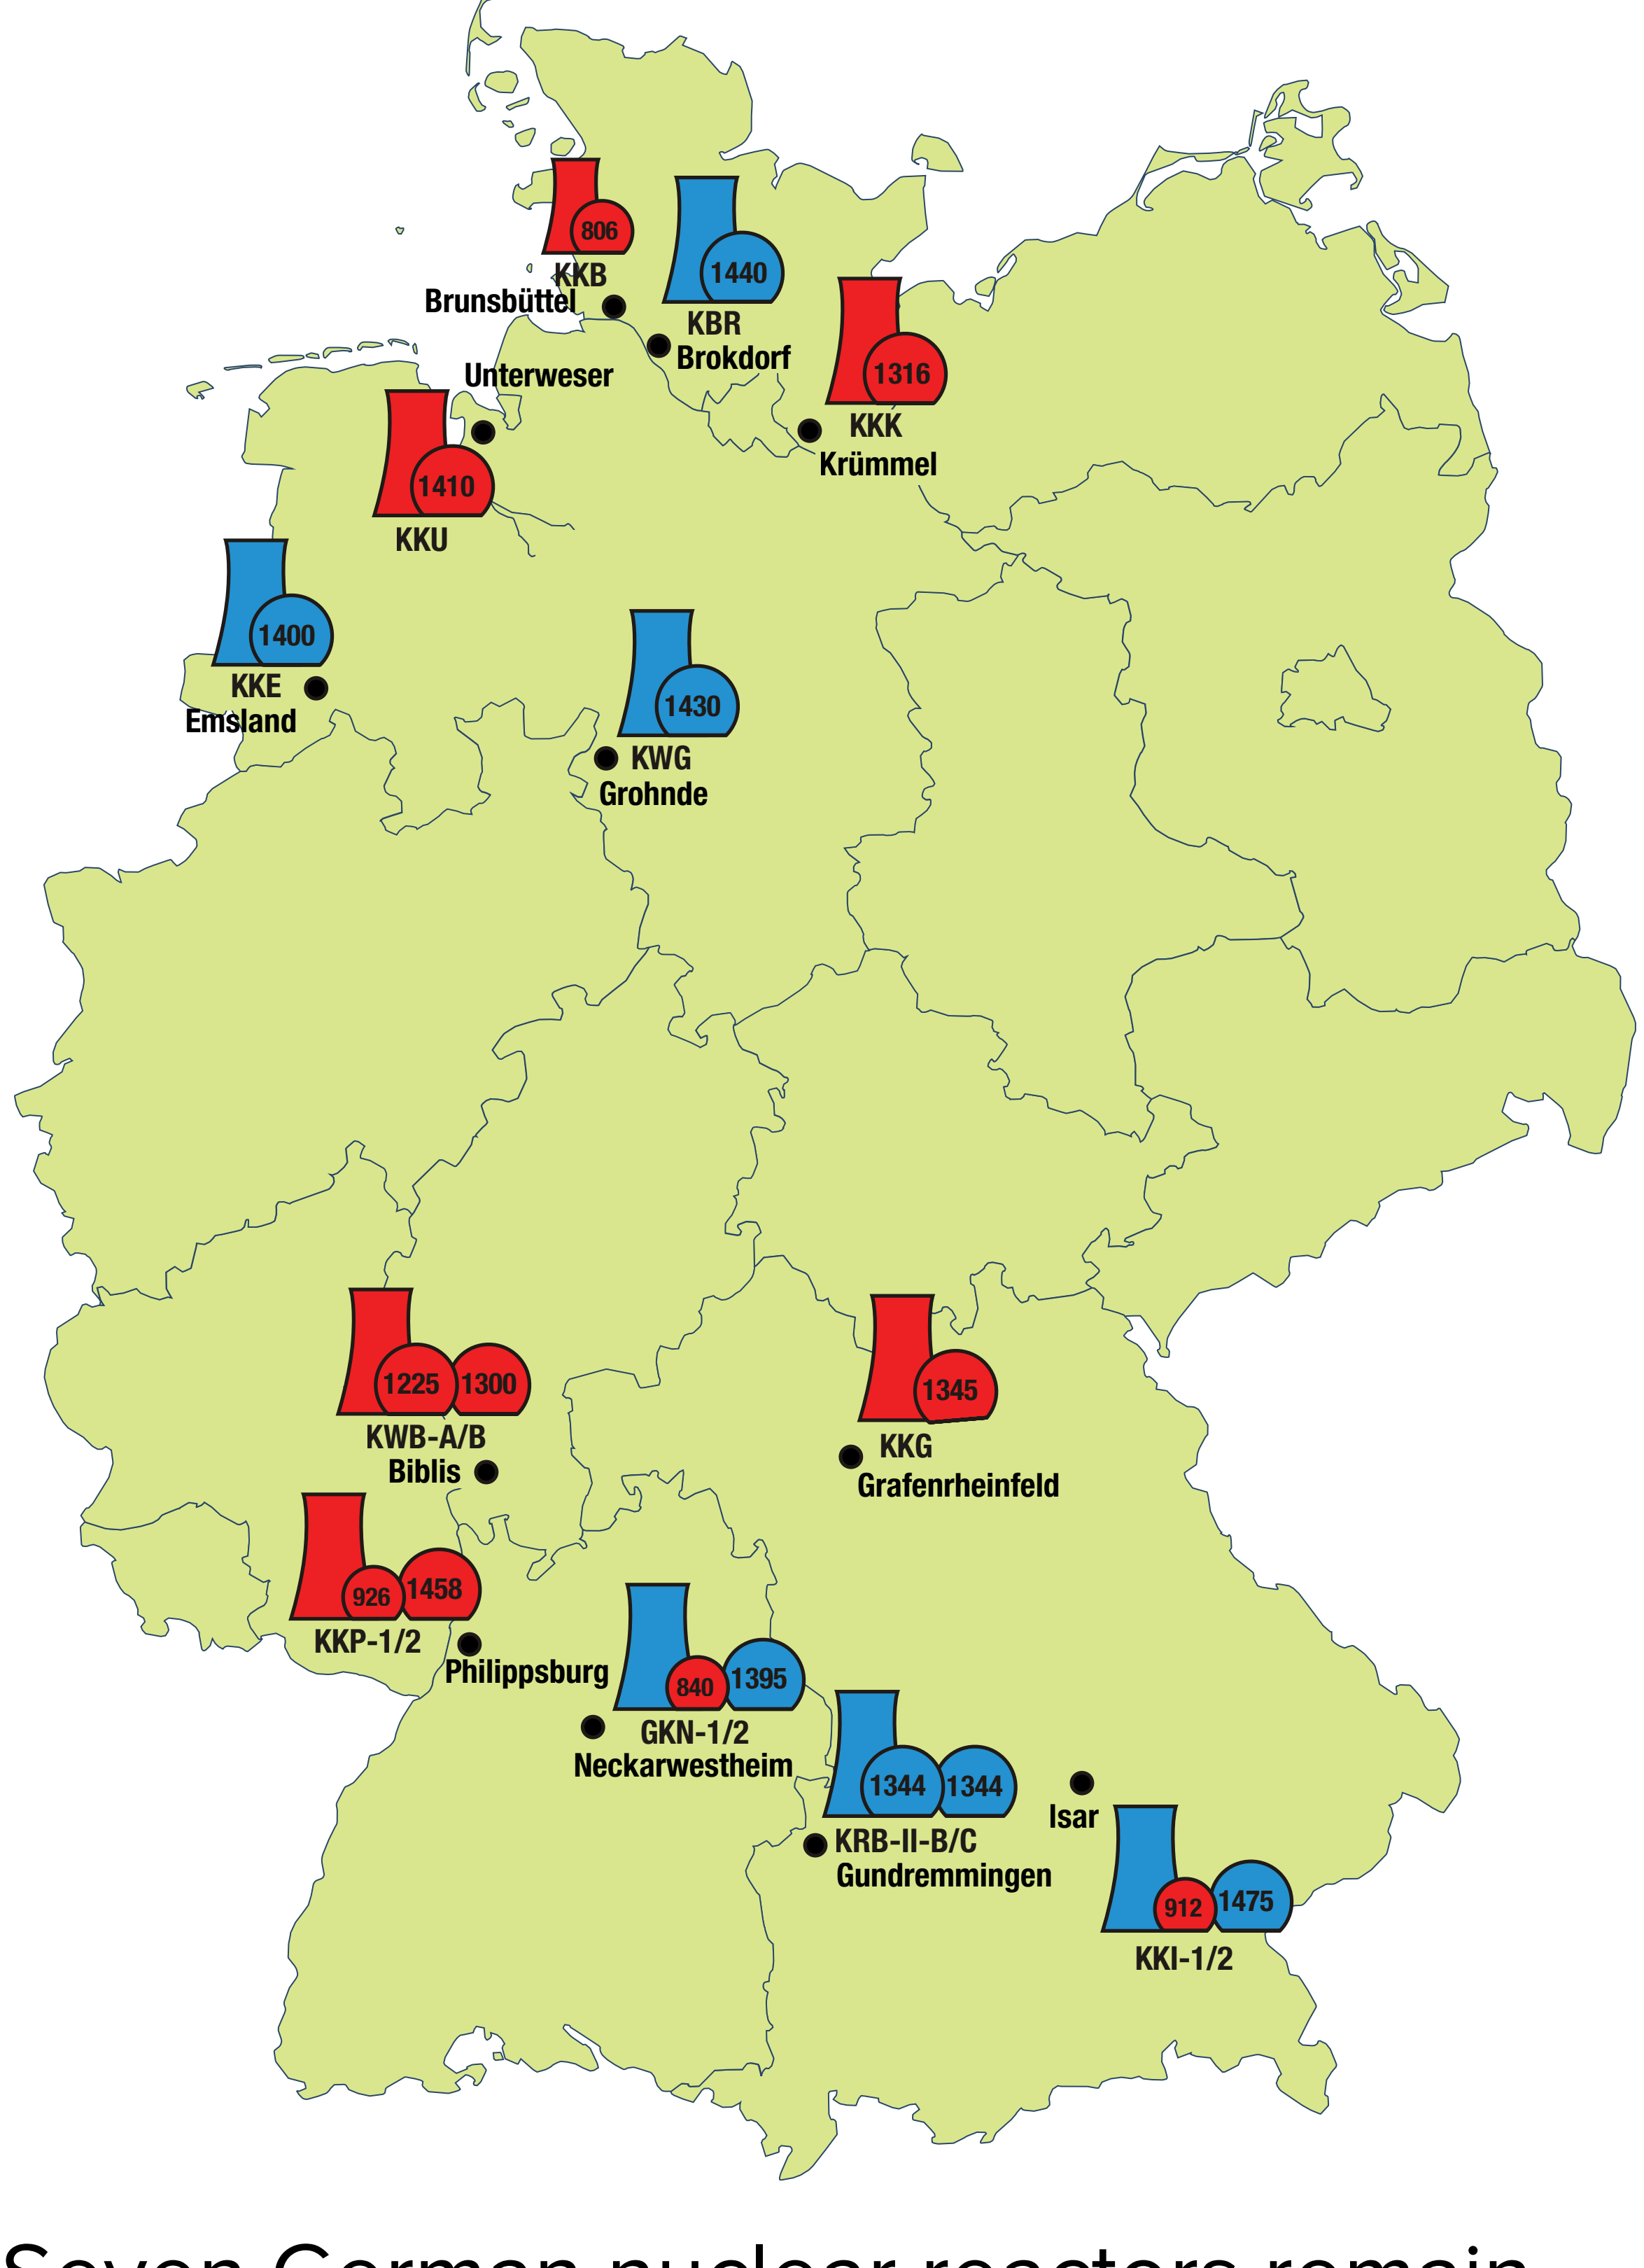 806
KKB
Brunsbüttel
1440
KBR
Brokdorf
1316
KKK
Krümmel
Unterweser
1410
KKU
1400
KKE
Emsland
1430
KWG
Grohnde
1225 1300
KWB-A/B
Biblis
1345
KKG
Grafenrheinfeld
926 1458
KKP-1/2
Philippsburg
840 1395
GKN-1/2
Neckarwestheim
1344 1344
KRB-II-B/C
Gundremmingen
Isar
912 1475
KKI-1/2
Seven German nuclear reactors remain